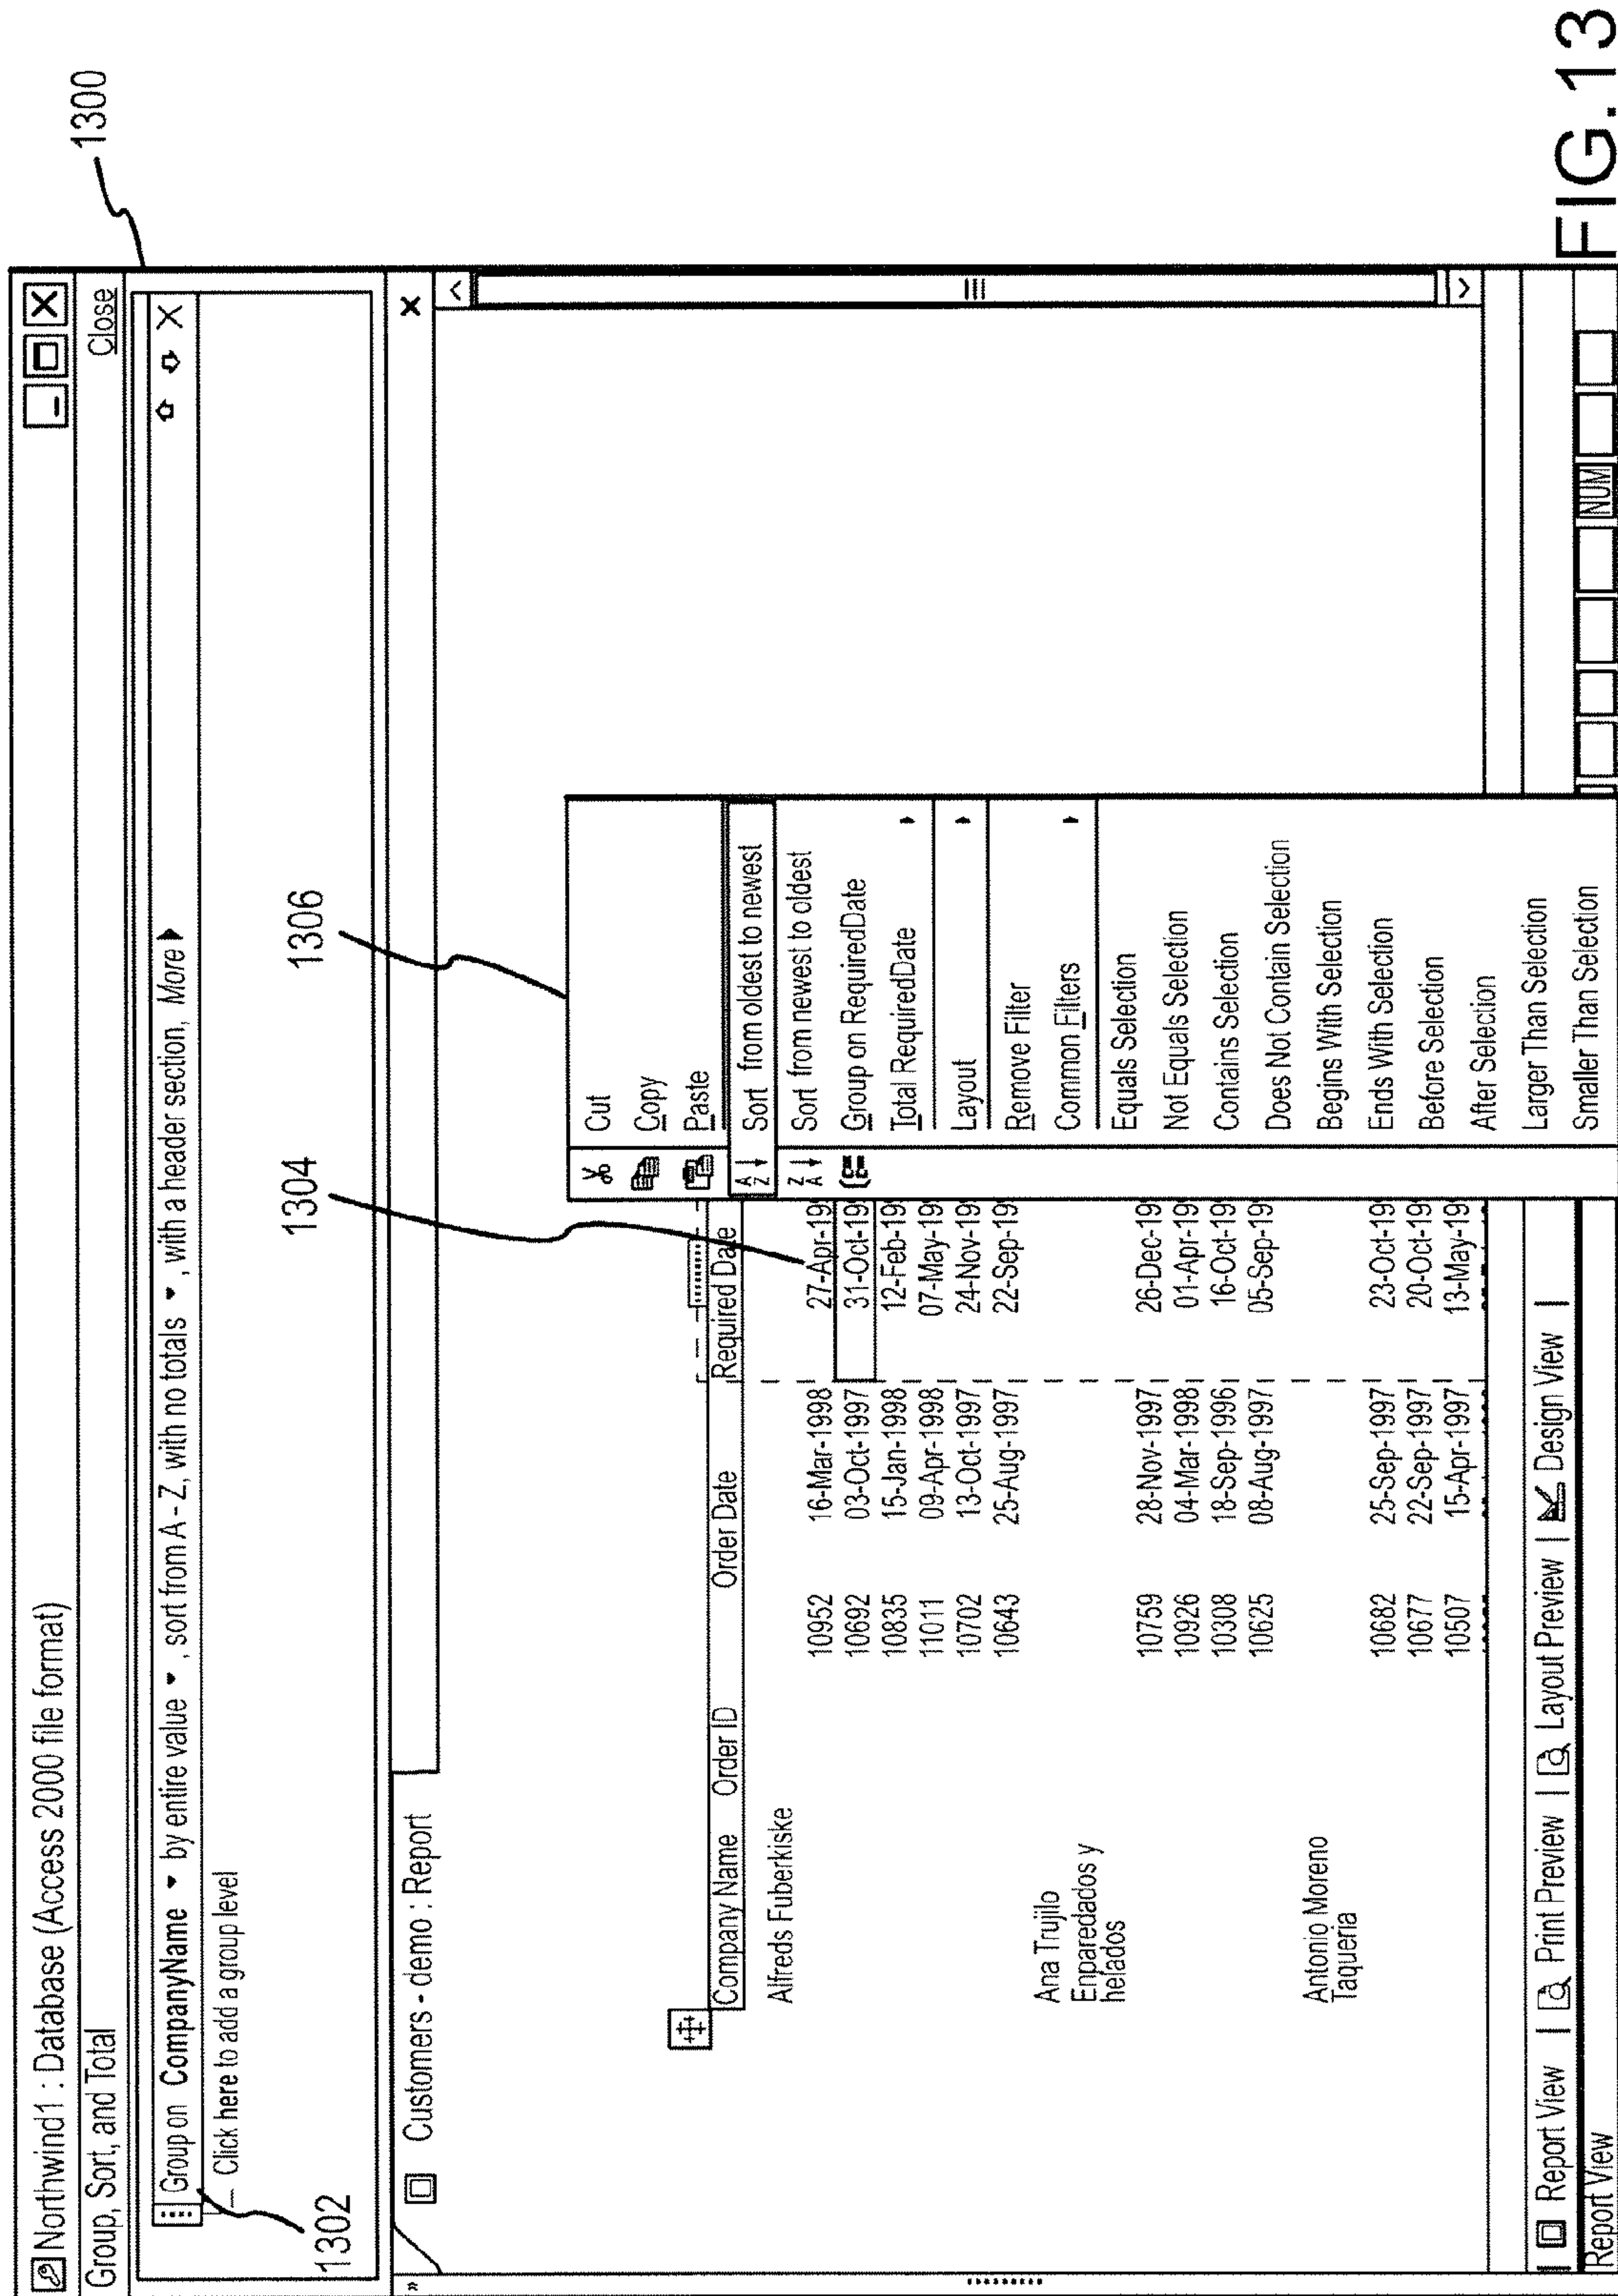 Northwind1 : Database (Access 2000 file format)
Group, Sort, and Total
Close
1300
Group on CompanyName by entire value , sort from A - Z, with no totals , with a header section, More
Click here to add a group level
1302
1304
1306
Customers - demo : Report
Company Name Order ID Order Date Required Date
Alfreds Fuberkiske
10952 16-Mar-1998 27-Apr-19
10692 03-Oct-1997 31-Oct-19
10835 15-Jan-1998 12-Feb-19
11011 09-Apr-1998 07-May-19
10702 13-Oct-1997 24-Nov-19
10643 25-Aug-1997 22-Sep-19
Ana Trujilo
Enparedados y
helados
10759 28-Nov-1997 26-Dec-19
10926 04-Mar-1998 01-Apr-19
10308 18-Sep-1996 16-Oct-19
10625 08-Aug-1997 05-Sep-19
Antonio Moreno
Taqueria
10682 25-Sep-1997 23-Oct-19
10677 22-Sep-1997 20-Oct-19
10507 15-Apr-1997 13-May-19
Cut
Copy
Paste
Sort from oldest to newest
Sort from newest to oldest
Group on RequiredDate
Total RequiredDate
Layout
Remove Filter
Common Filters
Equals Selection
Not Equals Selection
Contains Selection
Does Not Contain Selection
Begins With Selection
Ends With Selection
Before Selection
After Selection
Larger Than Selection
Smaller Than Selection
Report View | Print Preview | Layout Preview | Design View |
Report View
NUM
FIG.13